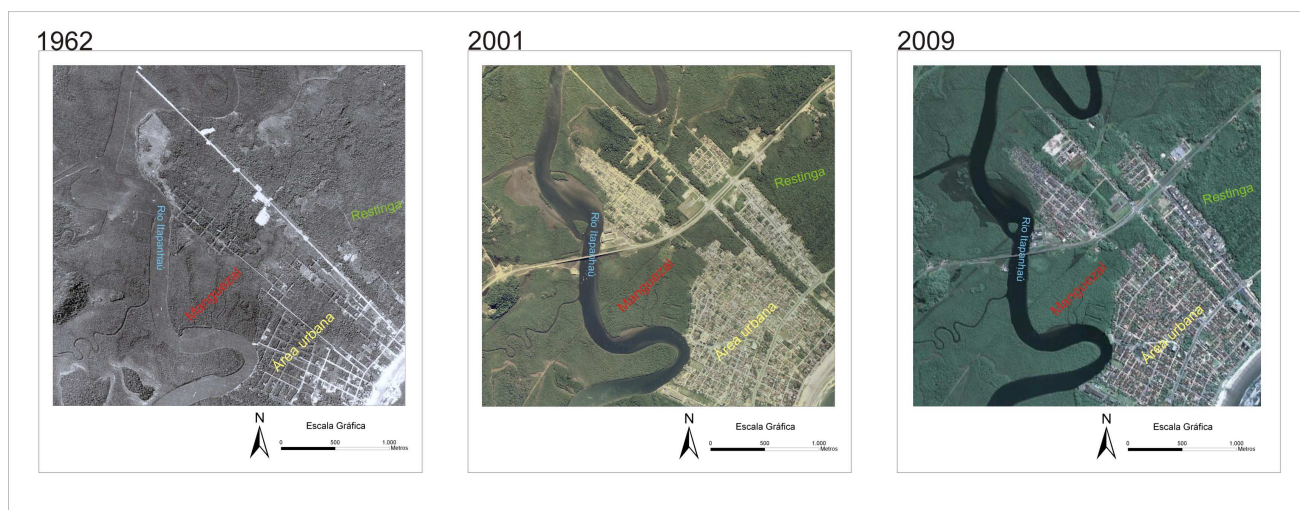 1962
Restinga
Rio Itapanhaú
Manguezal
Área urbana
N
Escala Gráfica
0 500 1.000
Metros
2001
Restinga
Rio Itapanhaú
Manguezal
Área urbana
N
Escala Gráfica
0 500 1.000
Metros
2009
Restinga
Rio Itapanhaú
Manguezal
Área urbana
N
Escala Gráfica
0 500 1.000
Metros